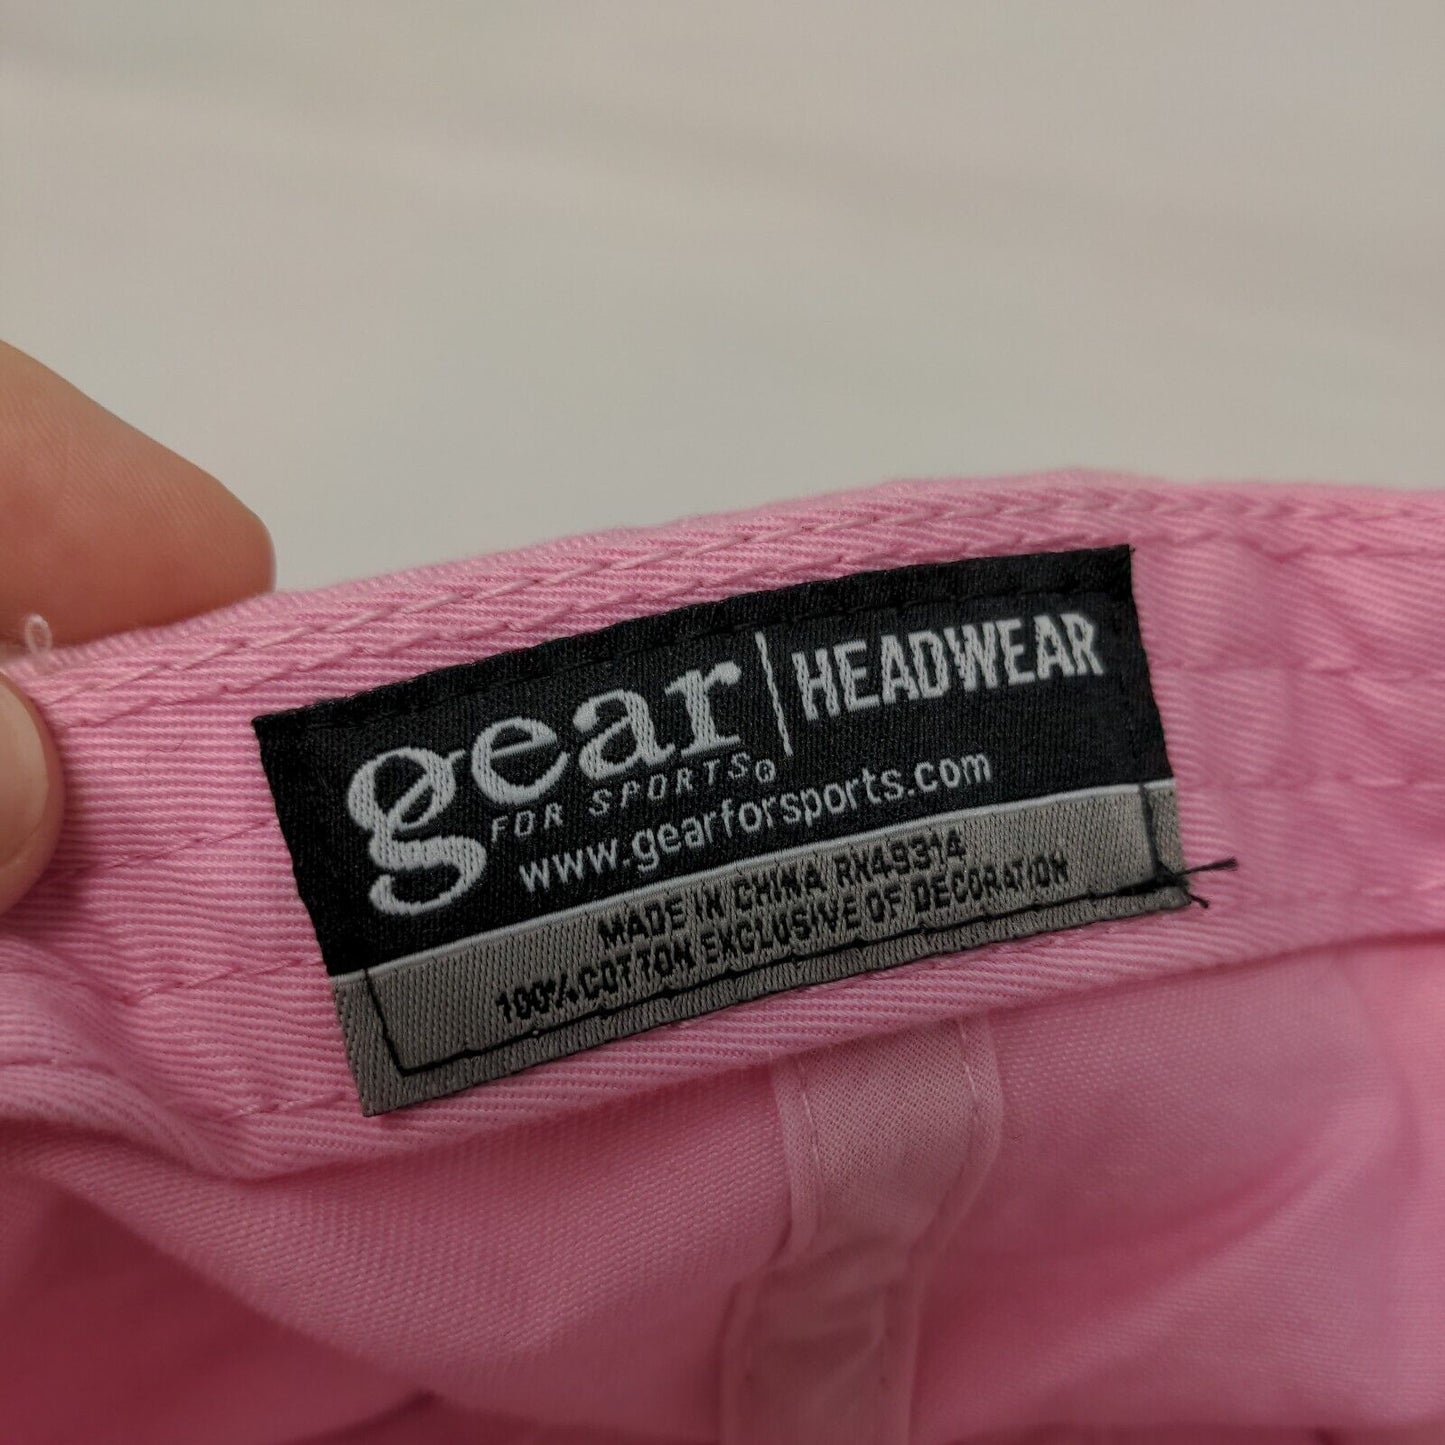 gear | HEADWEAR
FOR SPORTS®
www.gearforsports.com
MADE IN CHINA RN49314
100% COTTON EXCLUSIVE OF DECORATION